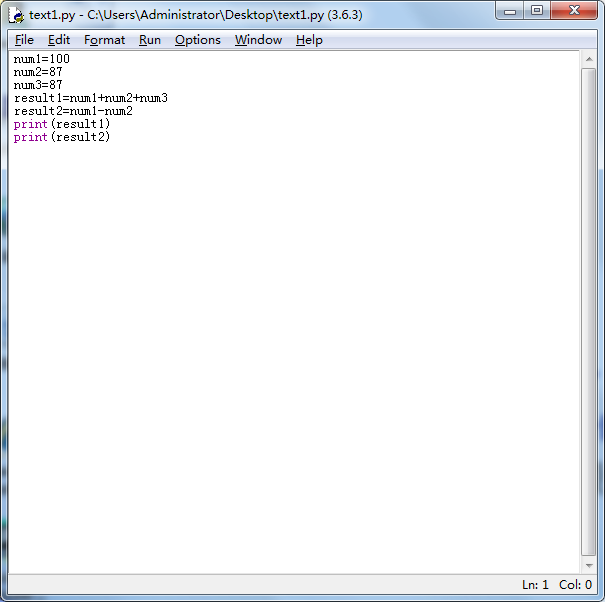 text1.py - C:\Users\Administrator\Desktop\text1.py (3.6.3)
File Edit Format Run Options Window Help
num1=100
num2=87
num3=87
result1=num1+num2+num3
result2=num1-num2
print(result1)
print(result2)
Ln: 1 Col: 0